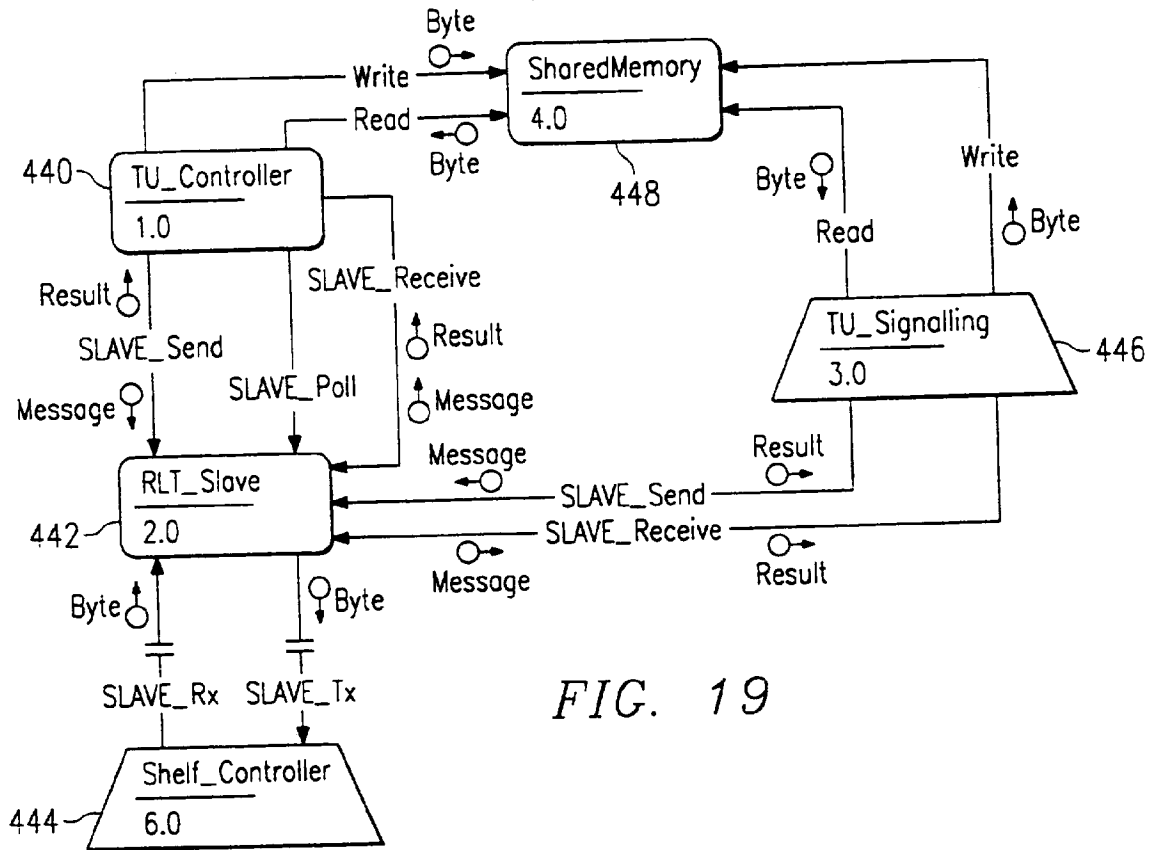 Byte
Write
SharedMemory
4.0
Read
Byte
448
440
TU_Controller
1.0
Byte
Read
Write
Byte
Result
SLAVE_Send
Message
SLAVE_Receive
Result
SLAVE_Poll
Message
TU_Signalling
3.0
446
RLT_Slave
2.0
442
Message
Result
SLAVE_Send
SLAVE_Receive
Message
Result
Byte
Byte
SLAVE_Rx
SLAVE_Tx
FIG. 19
Shelf_Controller
6.0
444